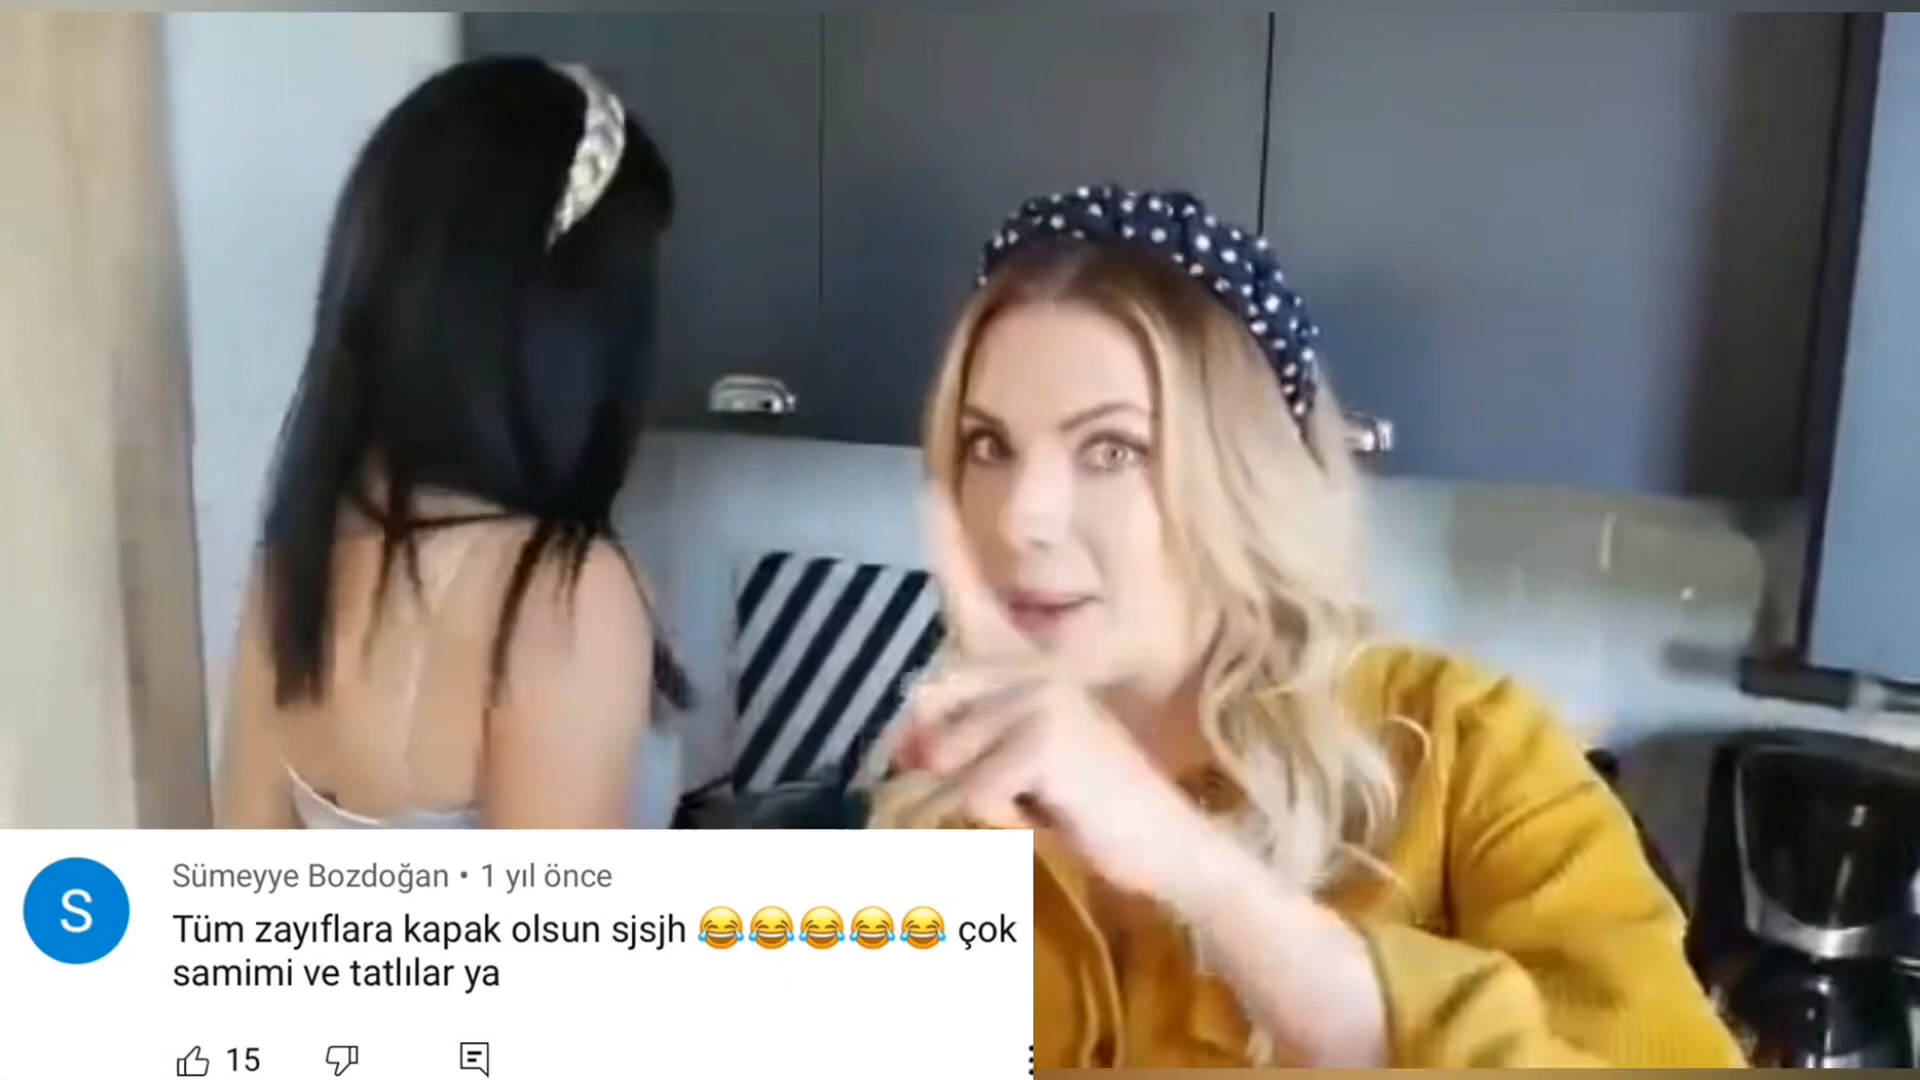 S
Sümeyye Bozdoğan • 1 yıl önce
Tüm zayıflara kapak olsun sjsjh 😂😂😂😂😂 çok
samimi ve tatlılar ya
15